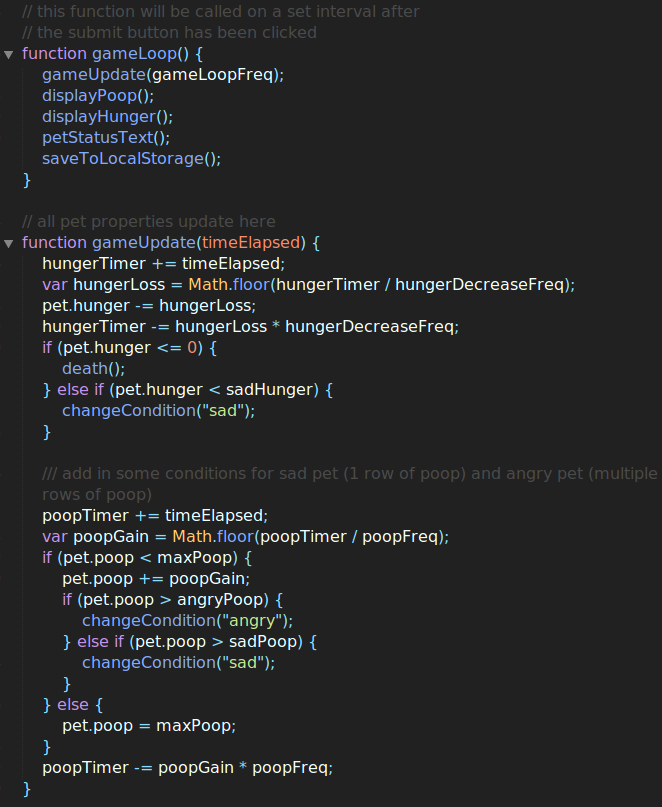 // this function will be called on a set interval after
// the submit button has been clicked
function gameLoop() {
gameUpdate(gameLoopFreq);
displayPoop();
displayHunger();
petStatusText();
saveToLocalStorage();
}
// all pet properties update here
function gameUpdate(timeElapsed) {
hungerTimer += timeElapsed;
var hungerLoss = Math.floor(hungerTimer / hungerDecreaseFreq);
pet.hunger -= hungerLoss;
hungerTimer -= hungerLoss * hungerDecreaseFreq;
if (pet.hunger <= 0) {
death();
} else if (pet.hunger < sadHunger) {
changeCondition("sad");
}
/// add in some conditions for sad pet (1 row of poop) and angry pet (multiple
rows of poop)
poopTimer += timeElapsed;
var poopGain = Math.floor(poopTimer / poopFreq);
if (pet.poop < maxPoop) {
pet.poop += poopGain;
if (pet.poop > angryPoop) {
changeCondition("angry");
} else if (pet.poop > sadPoop) {
changeCondition("sad");
}
} else {
pet.poop = maxPoop;
}
poopTimer -= poopGain * poopFreq;
}